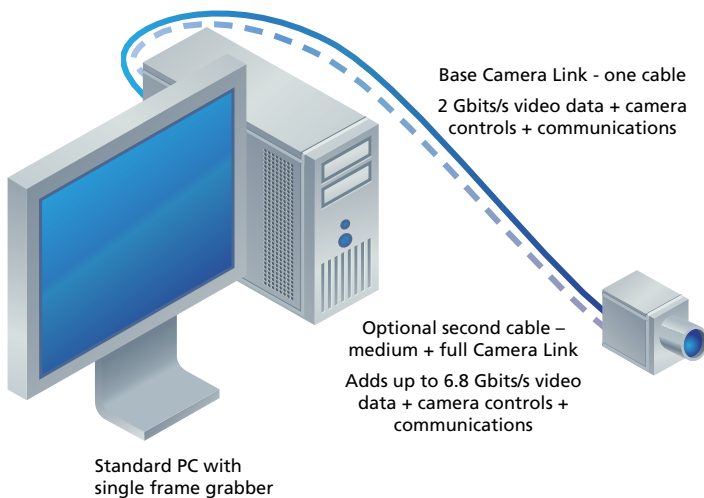 Base Camera Link - one cable
2 Gbits/s video data + camera
controls + communications
Optional second cable –
medium + full Camera Link
Adds up to 6.8 Gbits/s video
data + camera controls +
communications
Standard PC with
single frame grabber